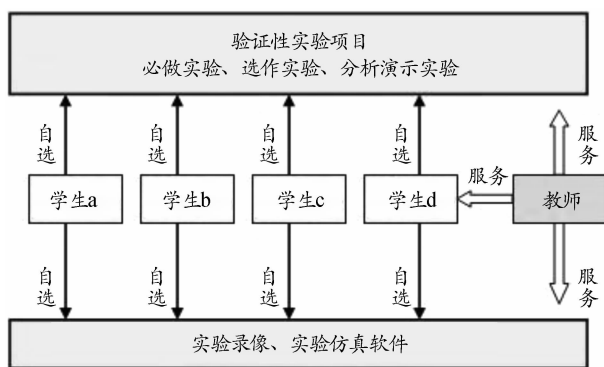 验证性实验项目
必做实验、选作实验、分析演示实验
自选
自选
自选
自选
服务
学生a
学生b
学生c
学生d
服务
教师
自选
自选
自选
自选
服务
实验录像、实验仿真软件